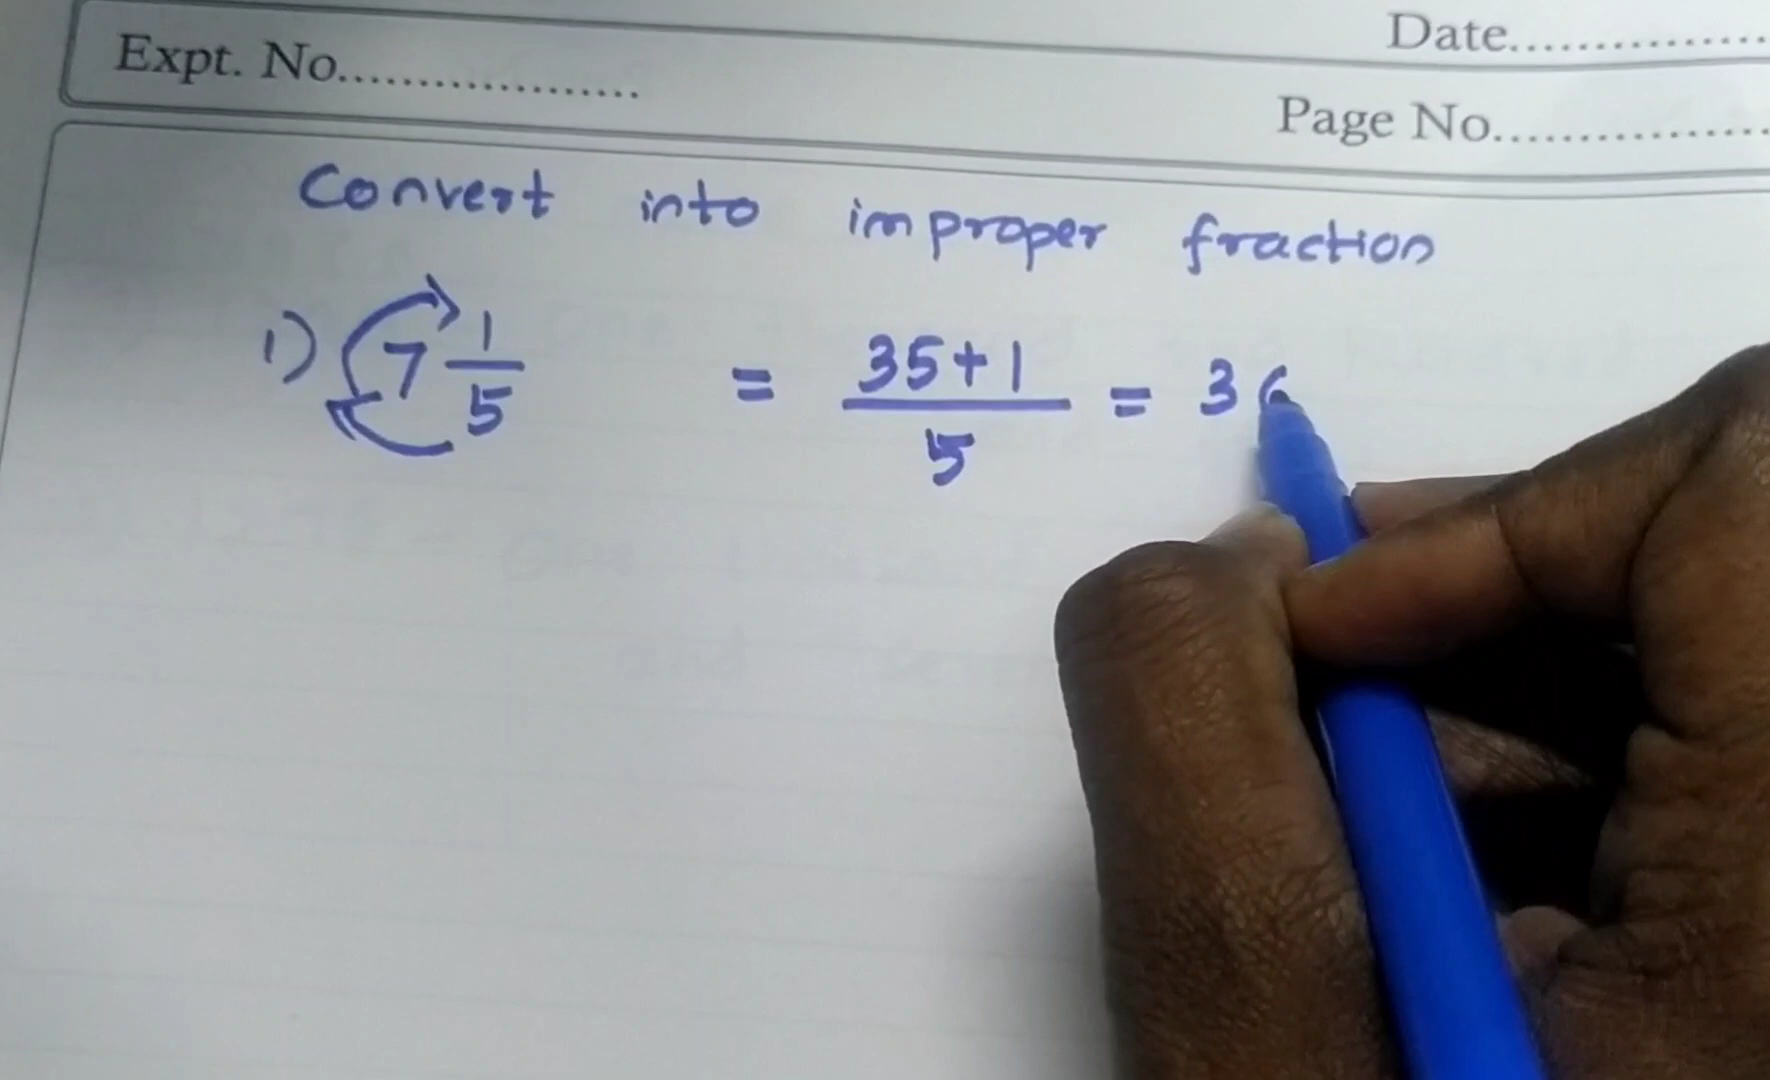 Expt. No...................
Date...............
Page No.................
Convert into improper fraction
1) 7 1/5 = 35+1/5 = 36